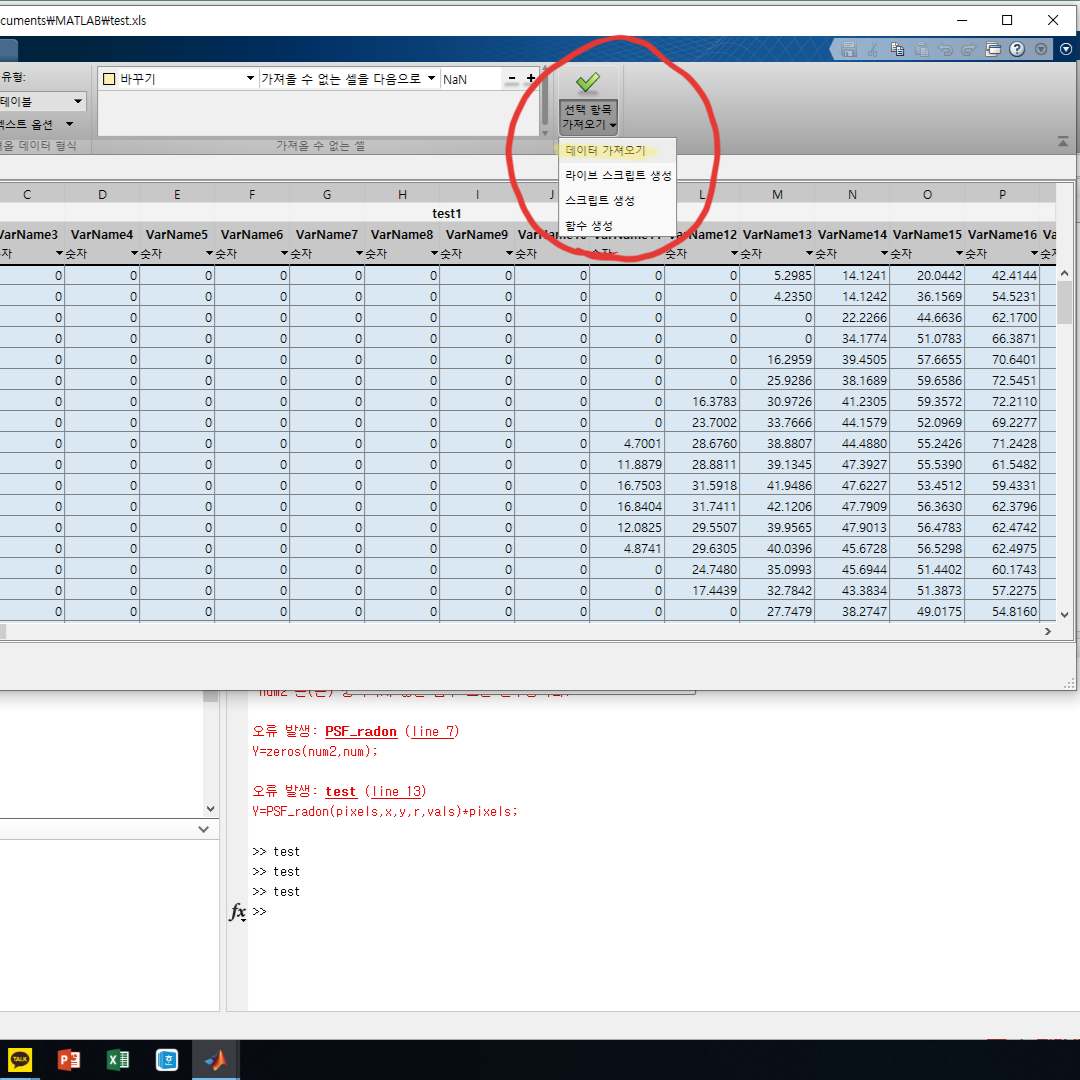 cuments₩MATLAB₩test.xls
유형:
바꾸기 가져올 수 없는 셀을 다음으로 NaN - +
테이블
텍스트 옵션
선택 항목
가져오기
올 데이터 형식 가져올 수 없는 셀
데이터 가져오기
라이브 스크립트 생성
스크립트 생성
함수 생성
C D E F G H I J L M N O P
test1
VarName3 VarName4 VarName5 VarName6 VarName7 VarName8 VarName9 VarName12 VarName13 VarName14 VarName15 VarName16 Va
숫자 숫자 숫자 숫자 숫자 숫자 숫자 숫자 숫자 숫자 숫자 숫자 숫자 숫자
0 0 0 0 0 0 0 0 0 0 5.2985 14.1241 20.0442 42.4144
0 0 0 0 0 0 0 0 0 0 4.2350 14.1242 36.1569 54.5231
0 0 0 0 0 0 0 0 0 0 0 22.2266 44.6636 62.1700
0 0 0 0 0 0 0 0 0 0 0 34.1774 51.0783 66.3871
0 0 0 0 0 0 0 0 0 0 16.2959 39.4505 57.6655 70.6401
0 0 0 0 0 0 0 0 0 0 25.9286 38.1689 59.6586 72.5451
0 0 0 0 0 0 0 0 0 16.3783 30.9726 41.2305 59.3572 72.2110
0 0 0 0 0 0 0 0 0 23.7002 33.7666 44.1579 52.0969 69.2277
0 0 0 0 0 0 0 0 4.7001 28.6760 38.8807 44.4880 55.2426 71.2428
0 0 0 0 0 0 0 0 11.8879 28.8811 39.1345 47.3927 55.5390 61.5482
0 0 0 0 0 0 0 0 16.7503 31.5918 41.9486 47.6227 53.4512 59.4331
0 0 0 0 0 0 0 0 16.8404 31.7411 42.1206 47.7909 56.3630 62.3796
0 0 0 0 0 0 0 0 12.0825 29.5507 39.9565 47.9013 56.4783 62.4742
0 0 0 0 0 0 0 0 4.8741 29.6305 40.0396 45.6728 56.5298 62.4975
0 0 0 0 0 0 0 0 0 24.7480 35.0993 45.6944 51.4402 60.1743
0 0 0 0 0 0 0 0 0 17.4439 32.7842 43.3834 51.3873 57.2275
0 0 0 0 0 0 0 0 0 0 27.7479 38.2747 49.0175 54.8160
오류 발생: PSF_radon (line 7)
Y=zeros(num2,num);
오류 발생: test (line 13)
Y=PSF_radon(pixels,x,y,r,vals)*pixels;
>> test
>> test
>> test
fx >>
TALK